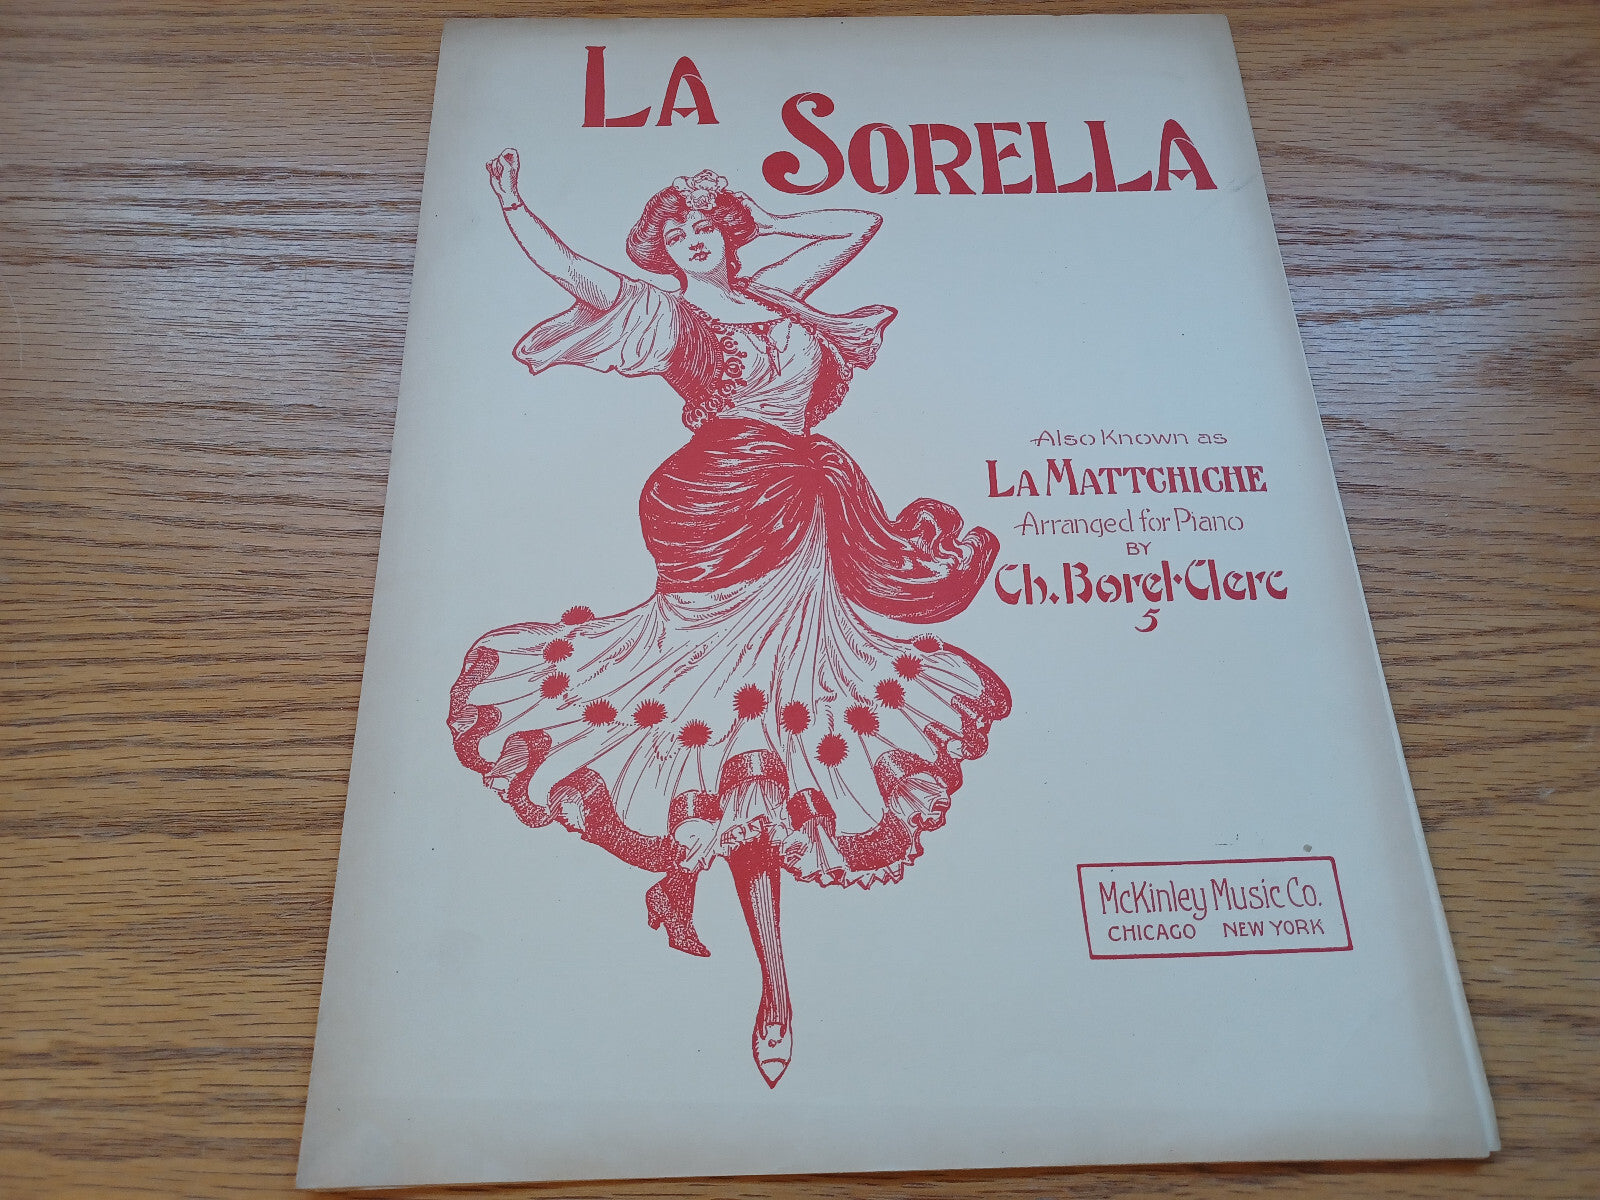 LA
SORELLA
Also Known as
LA MATTCHICHE
Arranged for Piano
BY
Ch. Borel-Clerc
5
McKinley Music Co.
CHICAGO NEW YORK